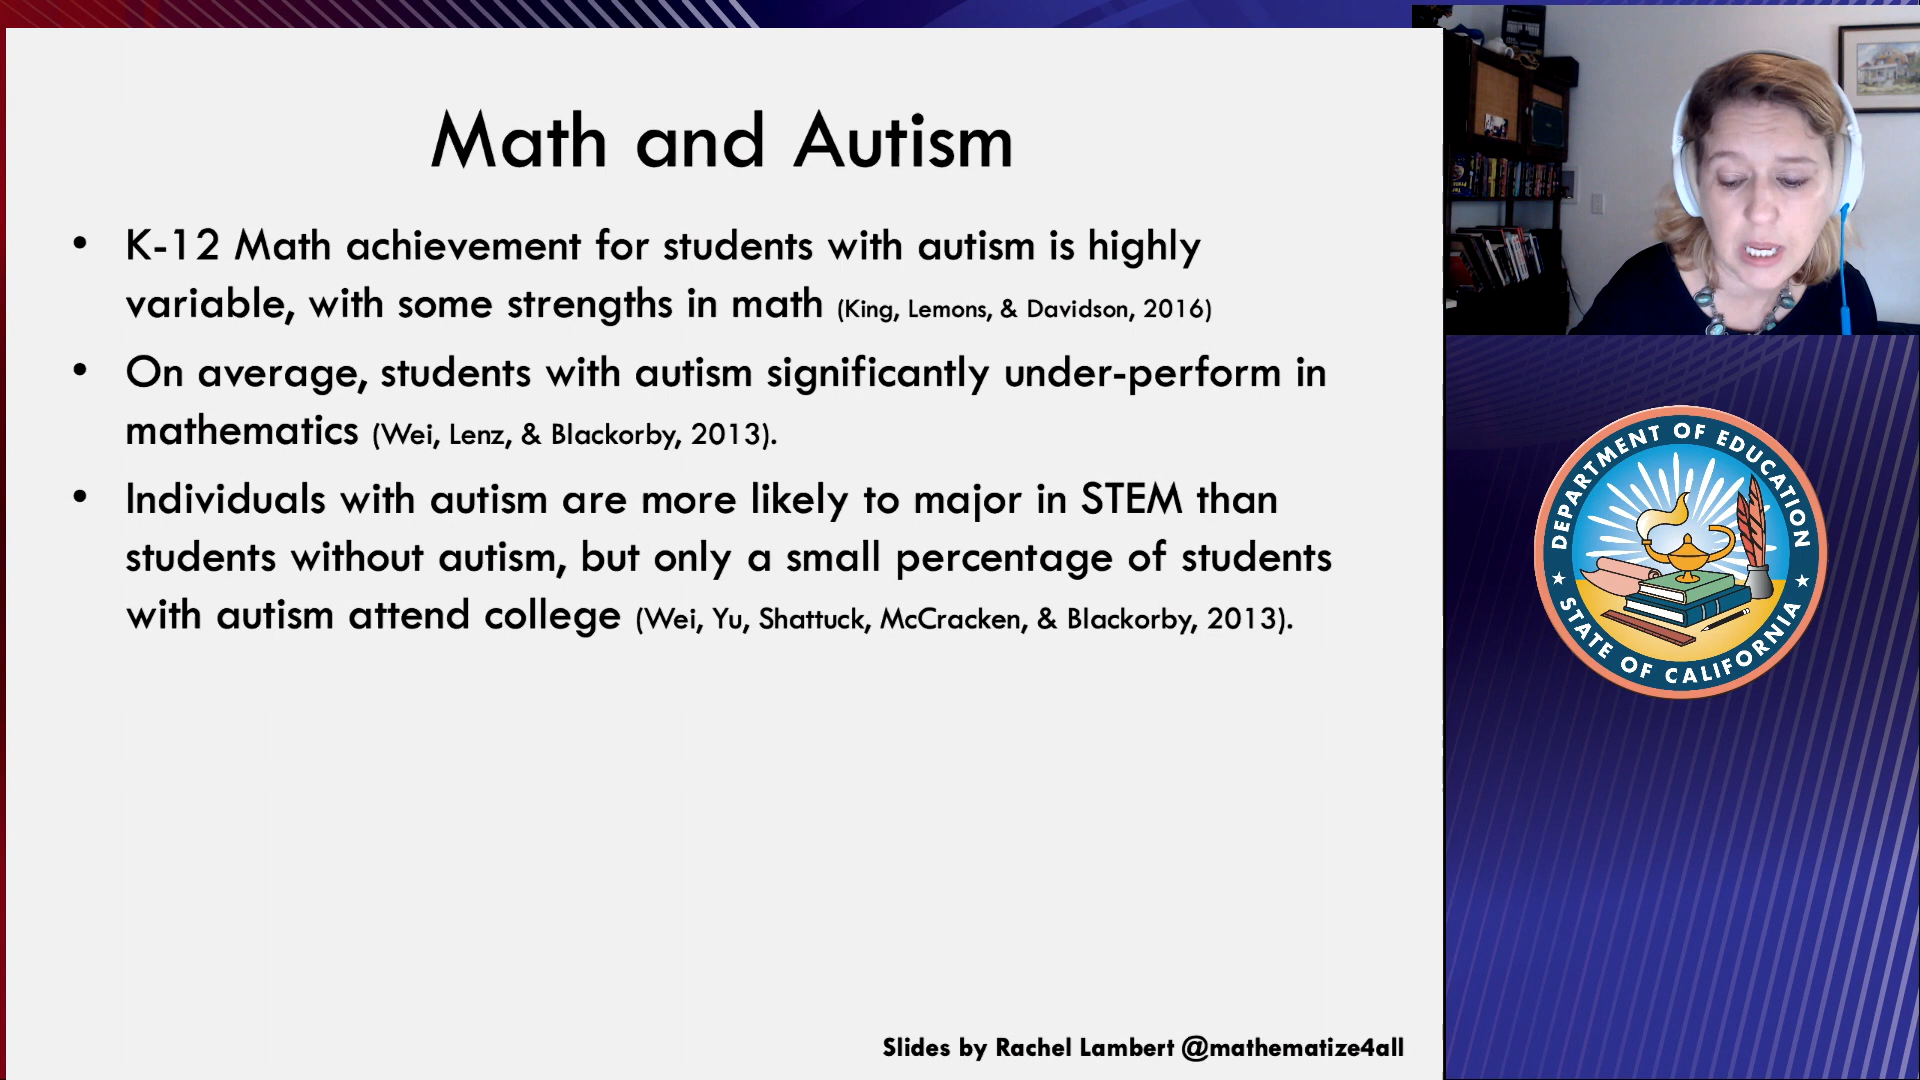 Math and Autism
• K-12 Math achievement for students with autism is highly
variable, with some strengths in math (King, Lemons, & Davidson, 2016)
• On average, students with autism significantly under-perform in
mathematics (Wei, Lenz, & Blackorby, 2013).
• Individuals with autism are more likely to major in STEM than
students without autism, but only a small percentage of students
with autism attend college (Wei, Yu, Shattuck, McCracken, & Blackorby, 2013).
Slides by Rachel Lambert @mathematize4all
DEPARTMENT OF EDUCATION
STATE OF CALIFORNIA